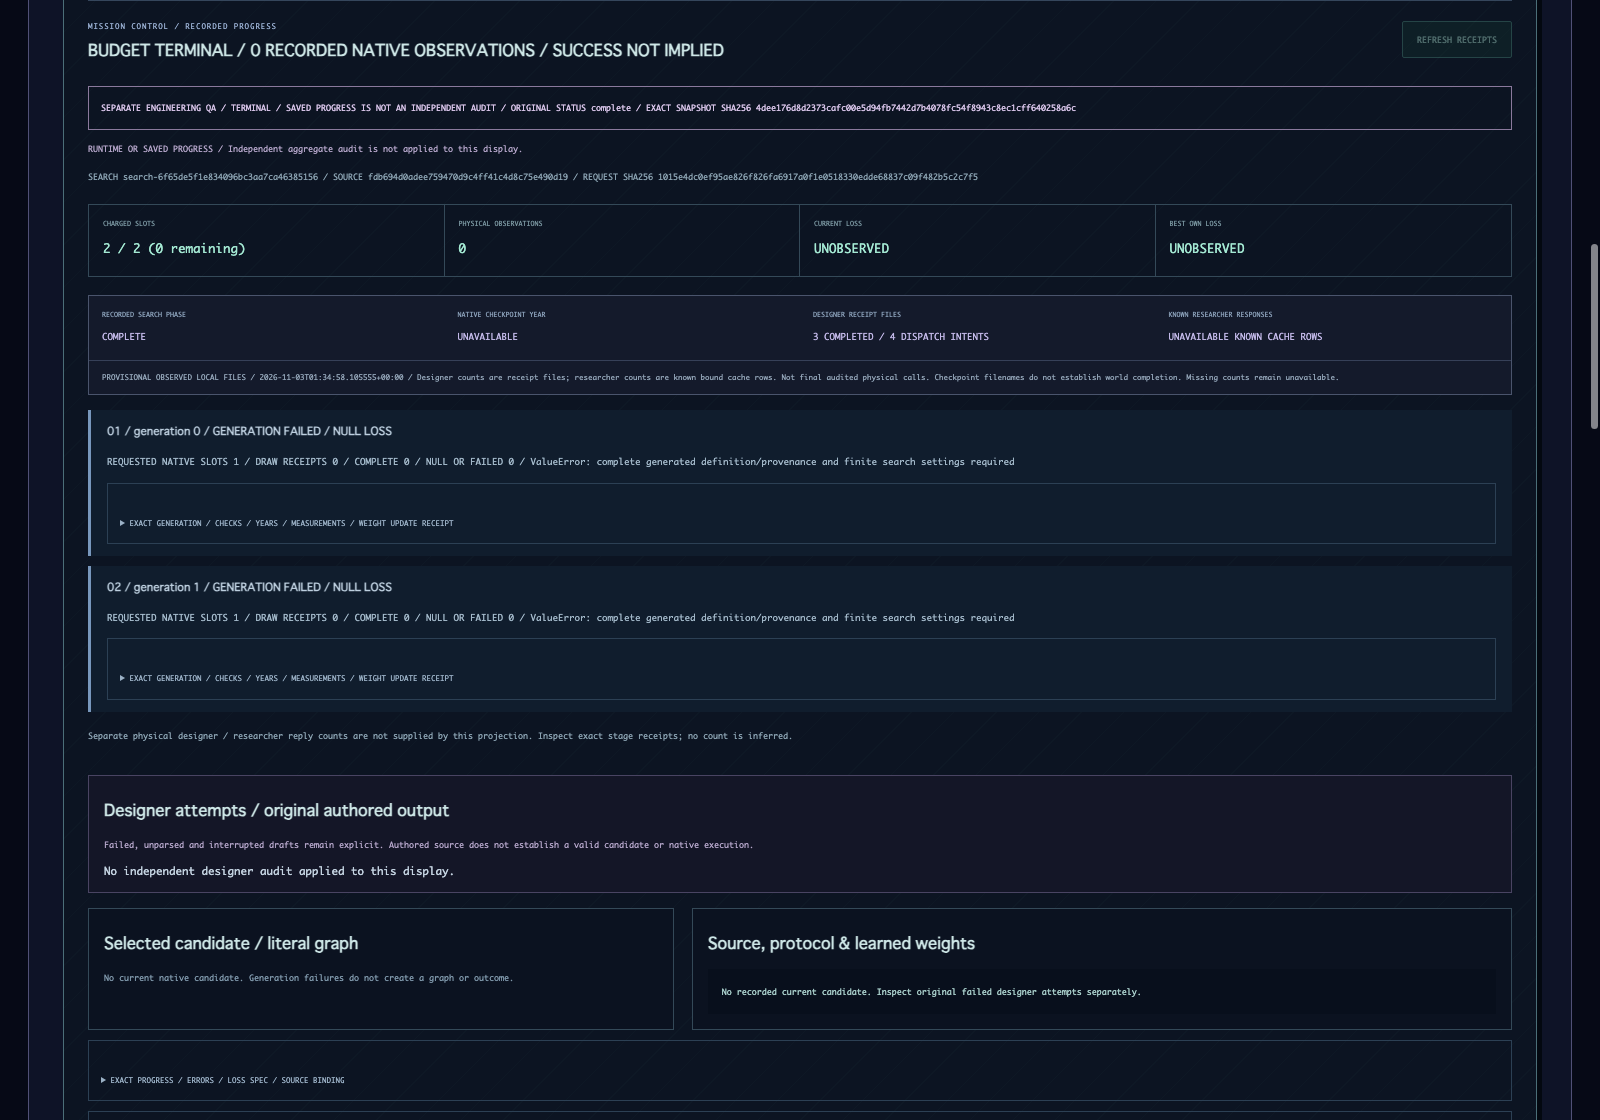 MISSION CONTROL / RECORDED PROGRESS
BUDGET TERMINAL / 0 RECORDED NATIVE OBSERVATIONS / SUCCESS NOT IMPLIED
REFRESH RECEIPTS
SEPARATE ENGINEERING QA / TERMINAL / SAVED PROGRESS IS NOT AN INDEPENDENT AUDIT / ORIGINAL STATUS complete / EXACT SNAPSHOT SHA256 4dee176d8d2373cafc00e5d94fb7442d7b4078fc54f8943c8ec1cff640258a6c
RUNTIME OR SAVED PROGRESS / Independent aggregate audit is not applied to this display.
SEARCH search-6f65de5f1e834096bc3aa7ca46385156 / SOURCE fdb694d0adee759470d9c4ff41c4d8c75e490d19 / REQUEST SHA256 1015e4dc0ef95ae826f826fa6917a0f1e0518330edde68837c09f482b5c2c7f5
CHARGED SLOTS
2 / 2 (0 remaining)
PHYSICAL OBSERVATIONS
0
CURRENT LOSS
UNOBSERVED
BEST OWN LOSS
UNOBSERVED
RECORDED SEARCH PHASE
COMPLETE
NATIVE CHECKPOINT YEAR
UNAVAILABLE
DESIGNER RECEIPT FILES
3 COMPLETED / 4 DISPATCH INTENTS
KNOWN RESEARCHER RESPONSES
UNAVAILABLE KNOWN CACHE ROWS
PROVISIONAL OBSERVED LOCAL FILES / 2026-11-03T01:34:58.105555+00:00 / Designer counts are receipt files; researcher counts are known bound cache rows. Not final audited physical calls. Checkpoint filenames do not establish world completion. Missing counts remain unavailable.
01 / generation 0 / GENERATION FAILED / NULL LOSS
REQUESTED NATIVE SLOTS 1 / DRAW RECEIPTS 0 / COMPLETE 0 / NULL OR FAILED 0 / ValueError: complete generated definition/provenance and finite search settings required
▶ EXACT GENERATION / CHECKS / YEARS / MEASUREMENTS / WEIGHT UPDATE RECEIPT
02 / generation 1 / GENERATION FAILED / NULL LOSS
REQUESTED NATIVE SLOTS 1 / DRAW RECEIPTS 0 / COMPLETE 0 / NULL OR FAILED 0 / ValueError: complete generated definition/provenance and finite search settings required
▶ EXACT GENERATION / CHECKS / YEARS / MEASUREMENTS / WEIGHT UPDATE RECEIPT
Separate physical designer / researcher reply counts are not supplied by this projection. Inspect exact stage receipts; no count is inferred.
Designer attempts / original authored output
Failed, unparsed and interrupted drafts remain explicit. Authored source does not establish a valid candidate or native execution.
No independent designer audit applied to this display.
Selected candidate / literal graph
No current native candidate. Generation failures do not create a graph or outcome.
Source, protocol & learned weights
No recorded current candidate. Inspect original failed designer attempts separately.
▶ EXACT PROGRESS / ERRORS / LOSS SPEC / SOURCE BINDING